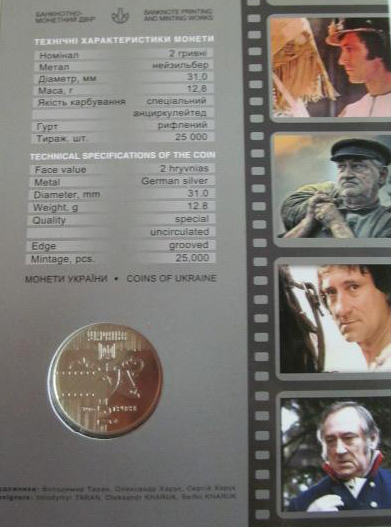 БАНКНОТНО-
МОНЕТНИЙ ДВІР
BANKNOTE PRINTING
AND MINTING WORKS
ТЕХНІЧНІ ХАРАКТЕРИСТИКИ МОНЕТИ
Номінал 2 гривні
Метал нейзильбер
Діаметр, мм 31,0
Маса, г 12,8
Якість карбування спеціальний
анциркулейтед
Гурт рифлений
Тираж, шт. 25 000
TECHNICAL SPECIFICATIONS OF THE COIN
Face value 2 hryvnias
Metal German silver
Diameter, mm 31.0
Weight, g 12.8
Quality special
uncirculated
Edge grooved
Mintage, pcs. 25,000
МОНЕТИ УКРАЇНИ • COINS OF UKRAINE
Володимир Таран, Олександр Харук, Сергій Харук
Volodymyr TARAN, Oleksandr KHARUK, Serhii KHARUK